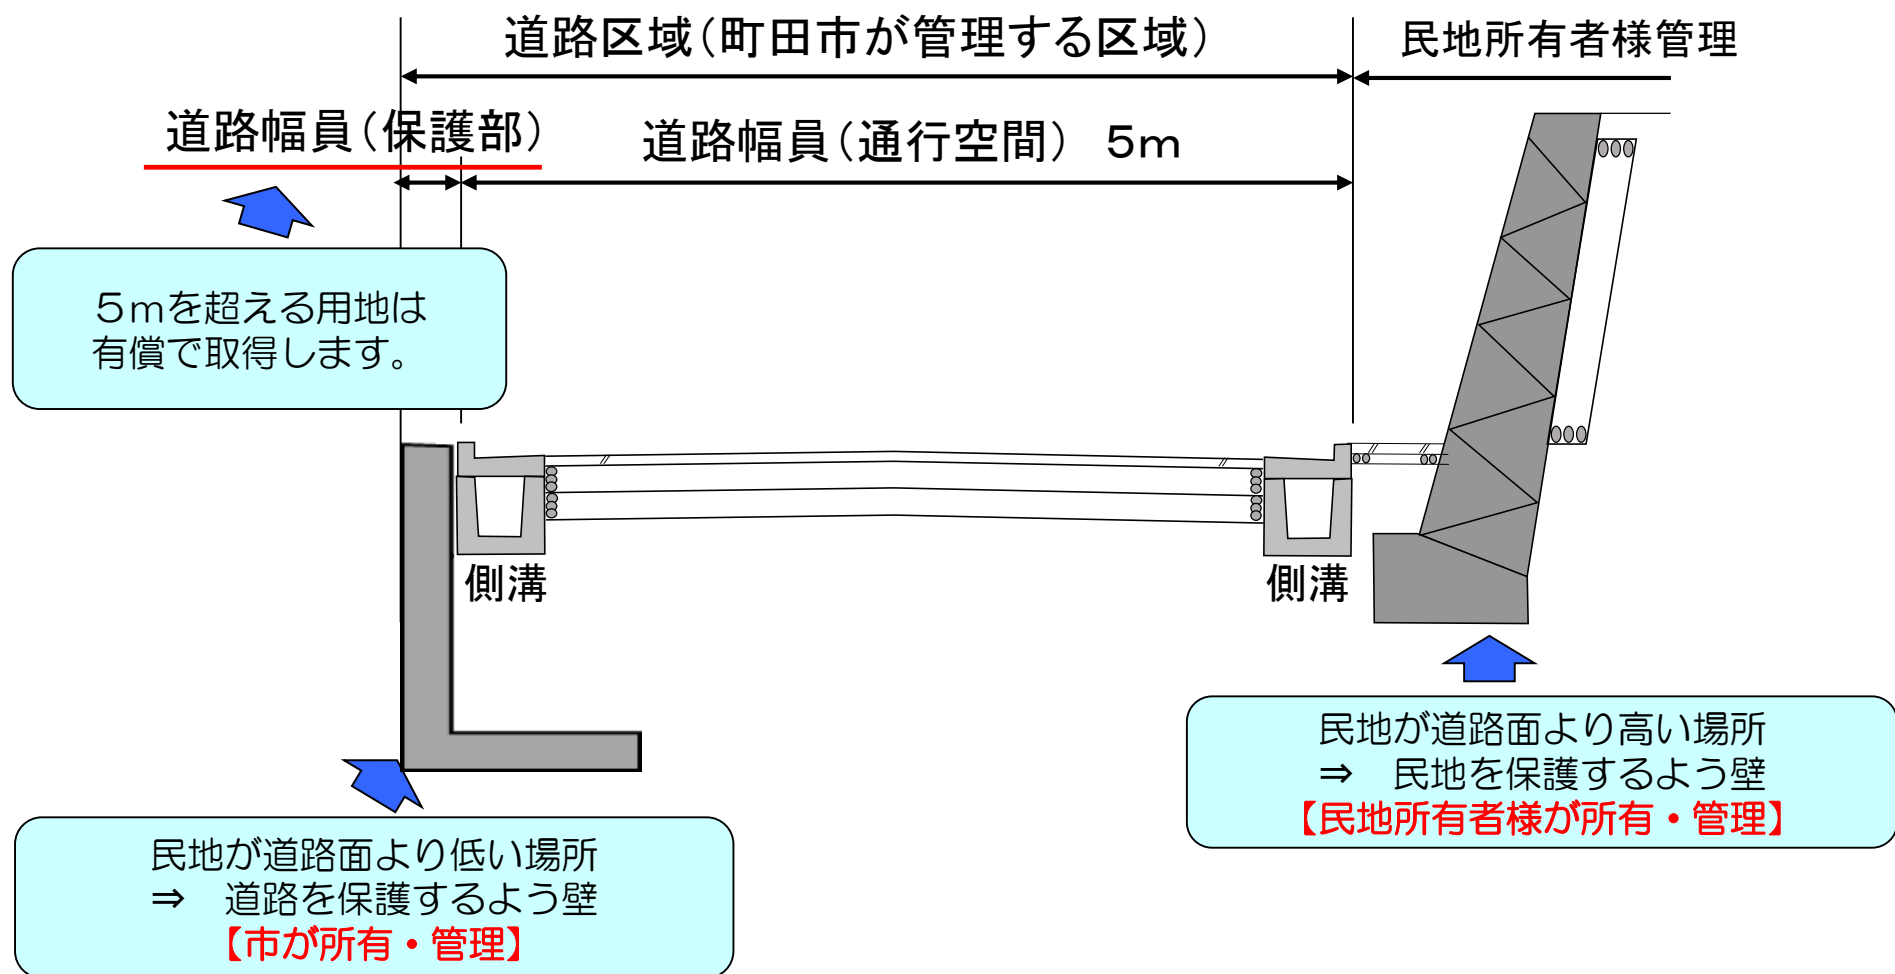 道路区域（町田市が管理する区域）
民地所有者様管理
道路幅員（保護部）
道路幅員（通行空間）　５ｍ
５ｍを超える用地は
有償で取得します。
側溝
側溝
民地が道路面より高い場所
⇒　民地を保護するよう壁
【民地所有者様が所有・管理】
民地が道路面より低い場所
⇒　道路を保護するよう壁
【市が所有・管理】